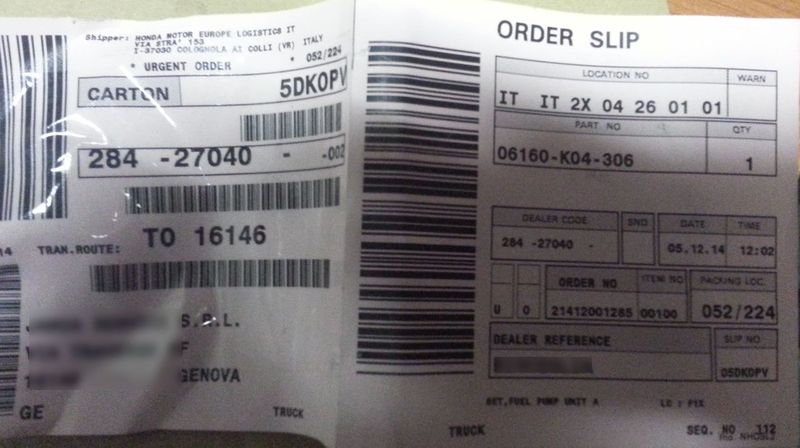 Shipper: HONDA MOTOR EUROPE LOGISTICS IT
VIA STRA' 153
I-37030 COLOGNOLA AI COLLI (VR) ITALY
* URGENT ORDER * 052/224
CARTON 5DKOPV
284 -27040 - -002
TRAN.ROUTE: TO 16146
S.R.L.
GENOVA
GE TRUCK
ORDER SLIP
LOCATION NO WARN
IT IT 2X 04 26 01 01
PART NO QTY
06160-K04-306 1
DEALER CODE SNO DATE TIME
284 -27040 - 05.12.14 12:02
ORDER NO ITEM NO PACKING LOC.
U 0 21412001265 00100 052/224
DEALER REFERENCE SLIP NO
05DKOPV
SET,FUEL PUMP UNIT A
TRUCK SEQ. NO 112